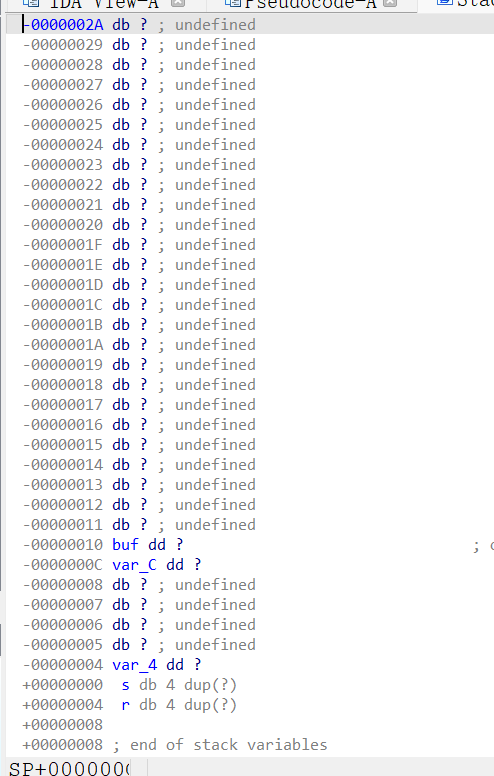 IDA View-A Pseudocode-A Stac
-0000002A db ? ; undefined
-00000029 db ? ; undefined
-00000028 db ? ; undefined
-00000027 db ? ; undefined
-00000026 db ? ; undefined
-00000025 db ? ; undefined
-00000024 db ? ; undefined
-00000023 db ? ; undefined
-00000022 db ? ; undefined
-00000021 db ? ; undefined
-00000020 db ? ; undefined
-0000001F db ? ; undefined
-0000001E db ? ; undefined
-0000001D db ? ; undefined
-0000001C db ? ; undefined
-0000001B db ? ; undefined
-0000001A db ? ; undefined
-00000019 db ? ; undefined
-00000018 db ? ; undefined
-00000017 db ? ; undefined
-00000016 db ? ; undefined
-00000015 db ? ; undefined
-00000014 db ? ; undefined
-00000013 db ? ; undefined
-00000012 db ? ; undefined
-00000011 db ? ; undefined
-00000010 buf dd ? ;
-0000000C var_C dd ?
-00000008 db ? ; undefined
-00000007 db ? ; undefined
-00000006 db ? ; undefined
-00000005 db ? ; undefined
-00000004 var_4 dd ?
+00000000 s db 4 dup(?)
+00000004 r db 4 dup(?)
+00000008
+00000008 ; end of stack variables
SP+000000